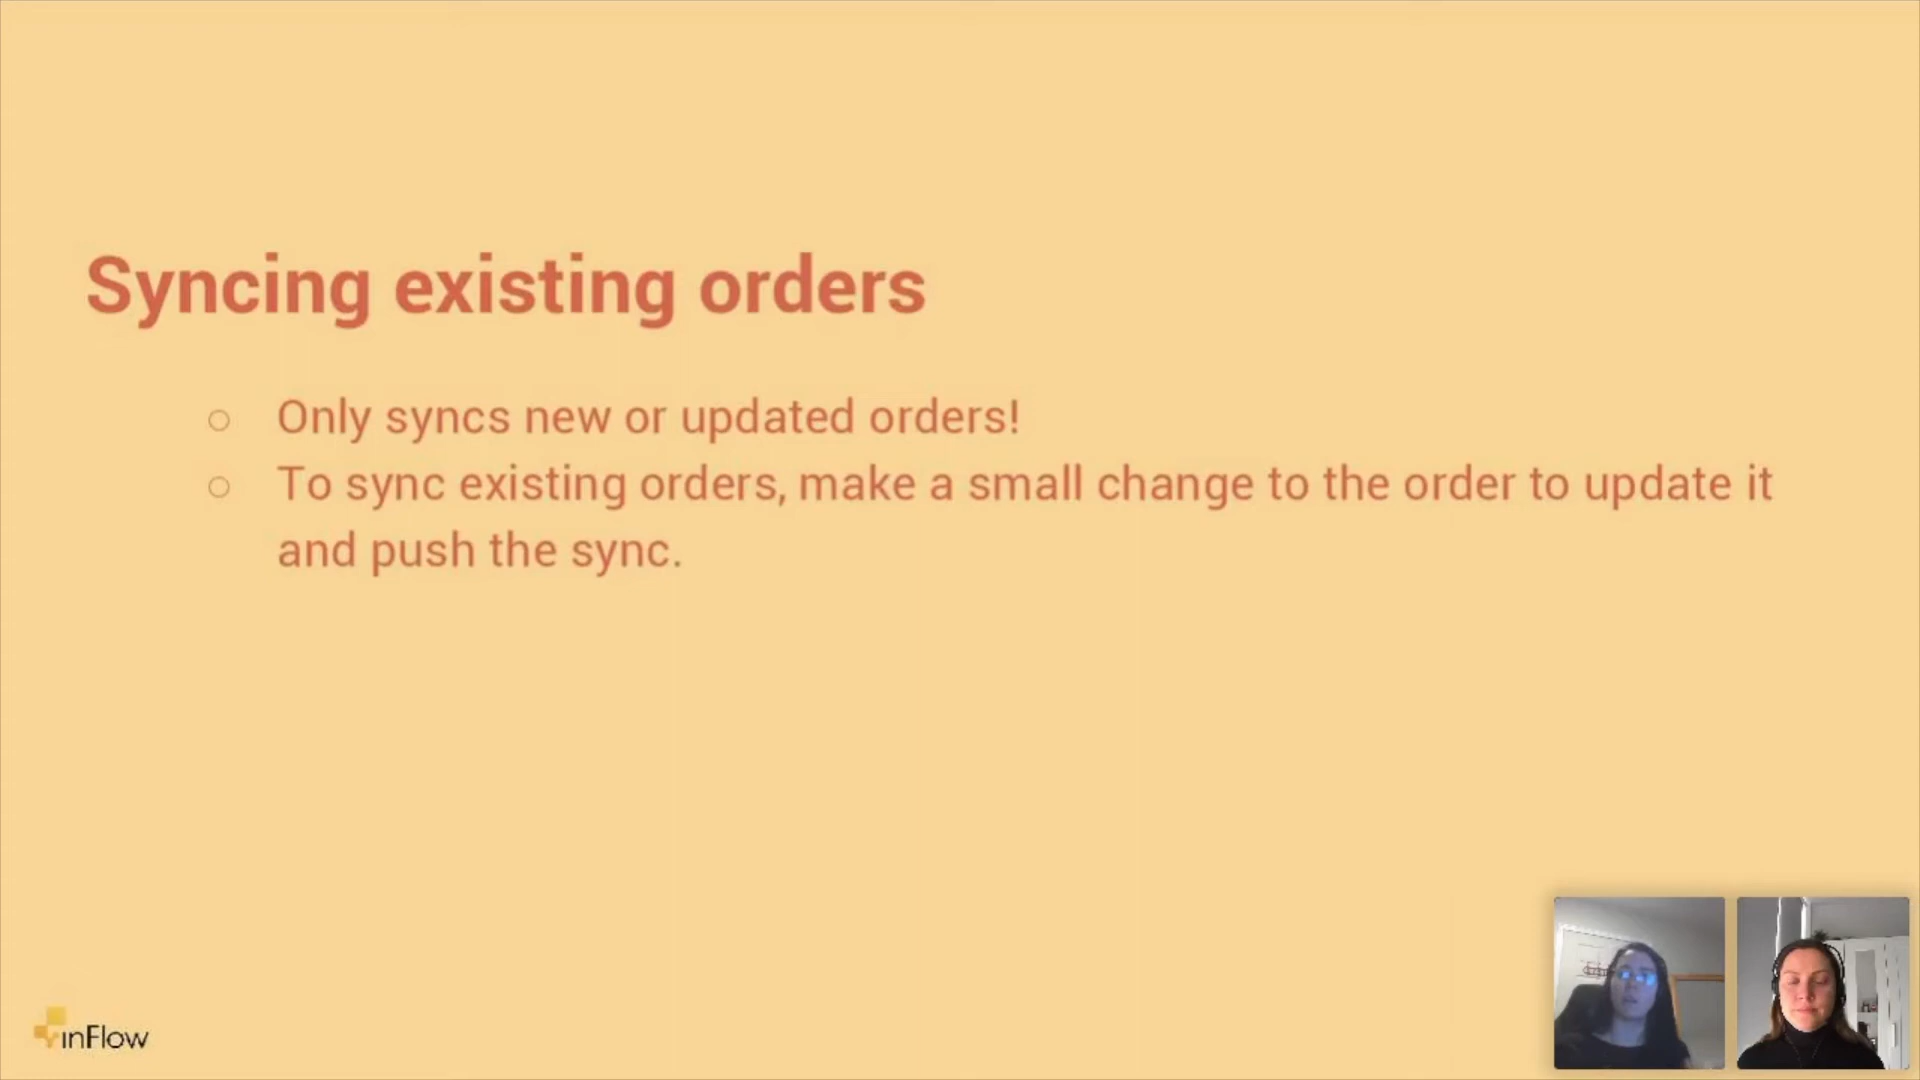 Syncing existing orders
○ Only syncs new or updated orders!
○ To sync existing orders, make a small change to the order to update it
and push the sync.
inFlow